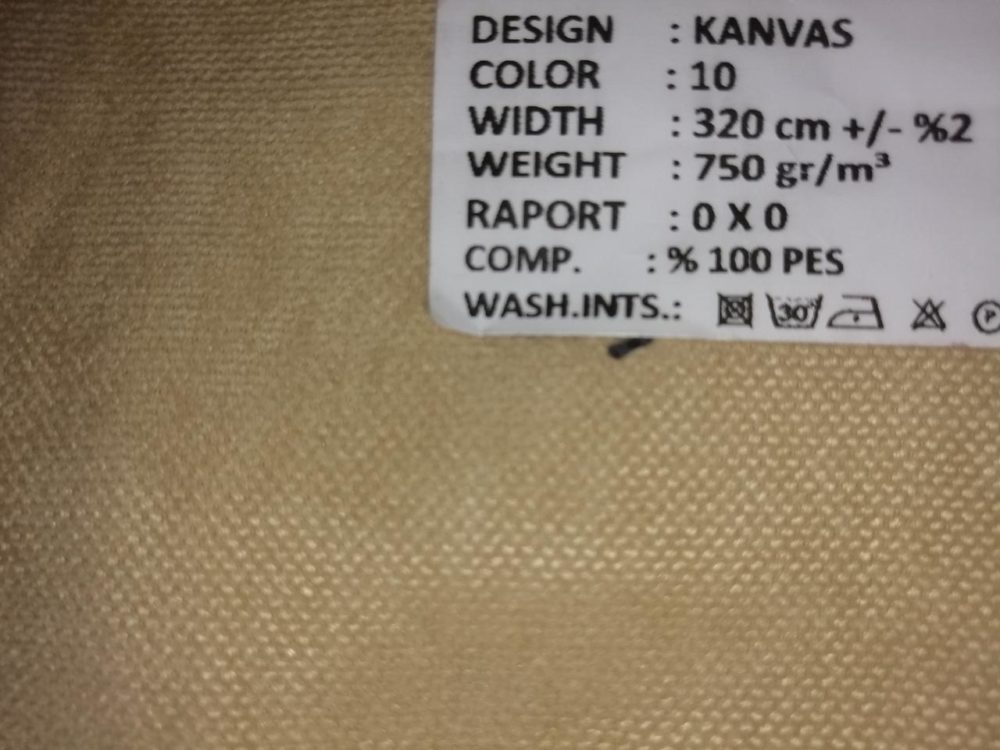 DESIGN : KANVAS
COLOR : 10
WIDTH : 320 cm +/- %2
WEIGHT : 750 gr/m³
RAPORT : 0 X 0
COMP. : % 100 PES
WASH.INTS.: 30° P